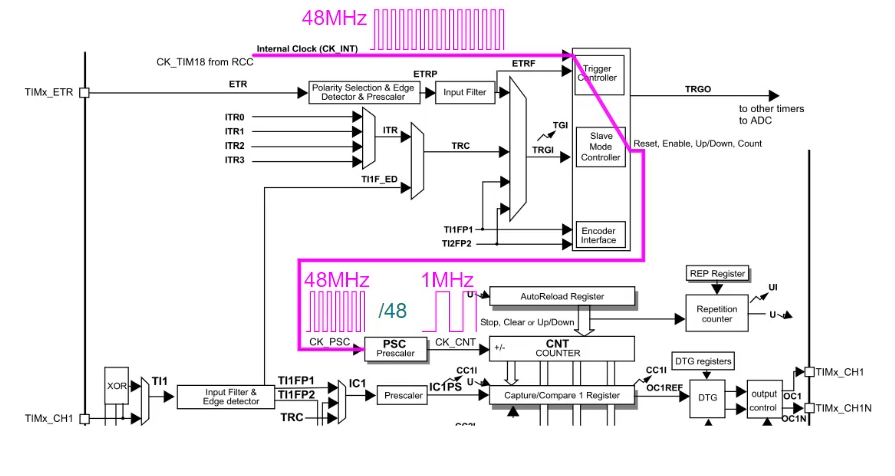 48MHz
Internal Clock (CK_INT)
CK_TIM18 from RCC
Trigger
Controller
ETRF
ETRP
ETR
TIMx_ETR
Polarity Selection & Edge
Detector & Prescaler
Input Filter
TRGO
to other timers
to ADC
ITR0
ITR1
ITR2
ITR3
ITR
TRC
TGI
TRGI
Slave
Mode
Controller
Reset, Enable, Up/Down, Count
TI1F_ED
TI1FP1
TI2FP2
Encoder
Interface
48MHz
/48
1MHz
U
AutoReload Register
REP Register
UI
Repetition
counter
U
Stop, Clear or Up/Down
CK_PSC
PSC
Prescaler
CK_CNT
+/-
CNT
COUNTER
DTG registers
XOR
TI1
Input Filter &
Edge detector
TI1FP1
TI1FP2
TRC
IC1
Prescaler
IC1PS
CC1I
U
Capture/Compare 1 Register
CC1I
OC1REF
DTG
output
control
OC1
OC1N
TIMx_CH1
TIMx_CH1N
TIMx_CH1